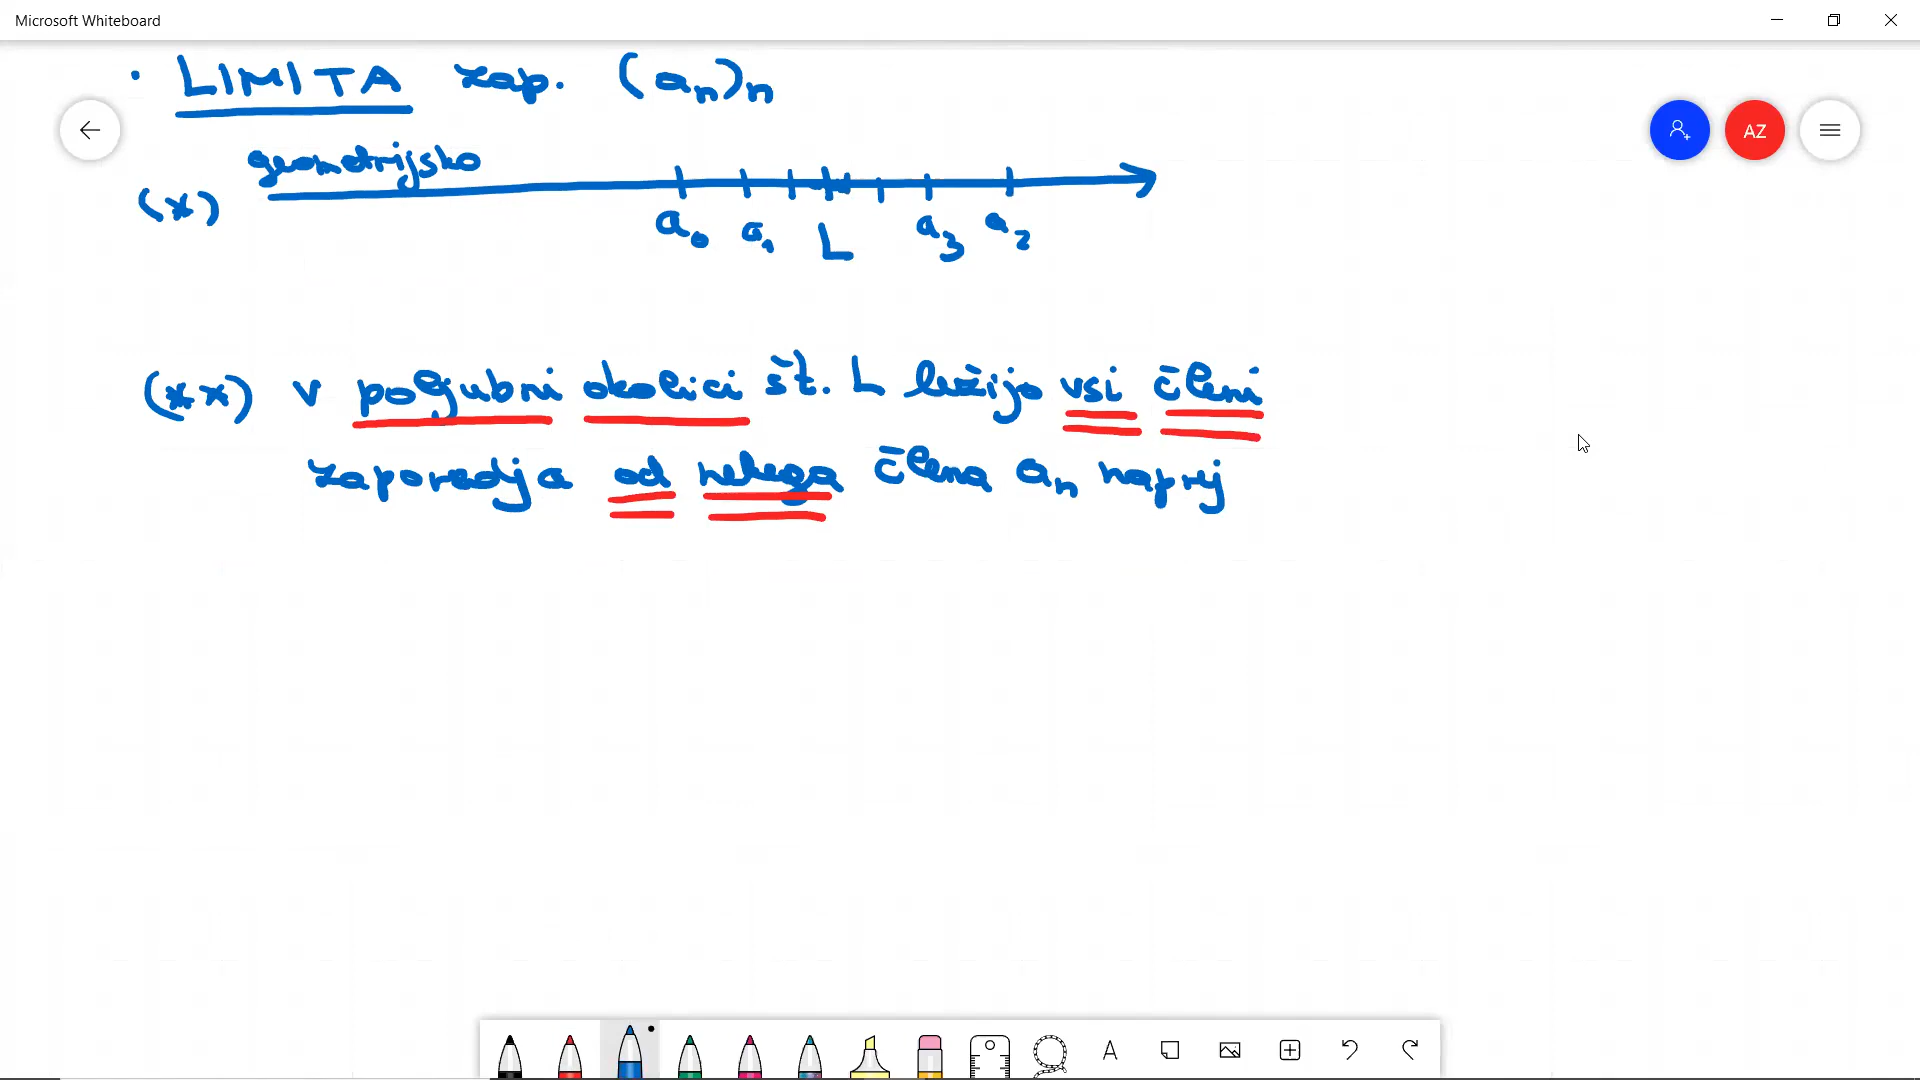 Microsoft Whiteboard
• LIMITA zap. (aₙ)ₙ
AZ
geometrijsko
(*)
a₀ a₁ L a₃ a₂
(**) v poljubni okolici št. L ležijo vsi členi
zaporedja od nekega člena aₙ naprej
A